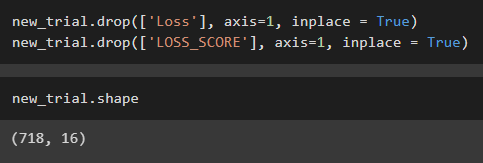 new_trial.drop(['Loss'], axis=1, inplace = True)
new_trial.drop(['LOSS_SCORE'], axis=1, inplace = True)
new_trial.shape
(718, 16)